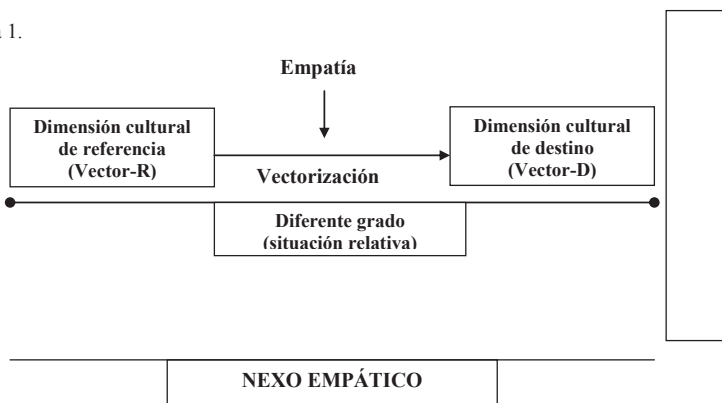 1.
Empatía
Dimensión cultural
de referencia
(Vector-R)
Dimensión cultural
de destino
(Vector-D)
Vectorización
Diferente grado
(situación relativa)
NEXO EMPÁTICO